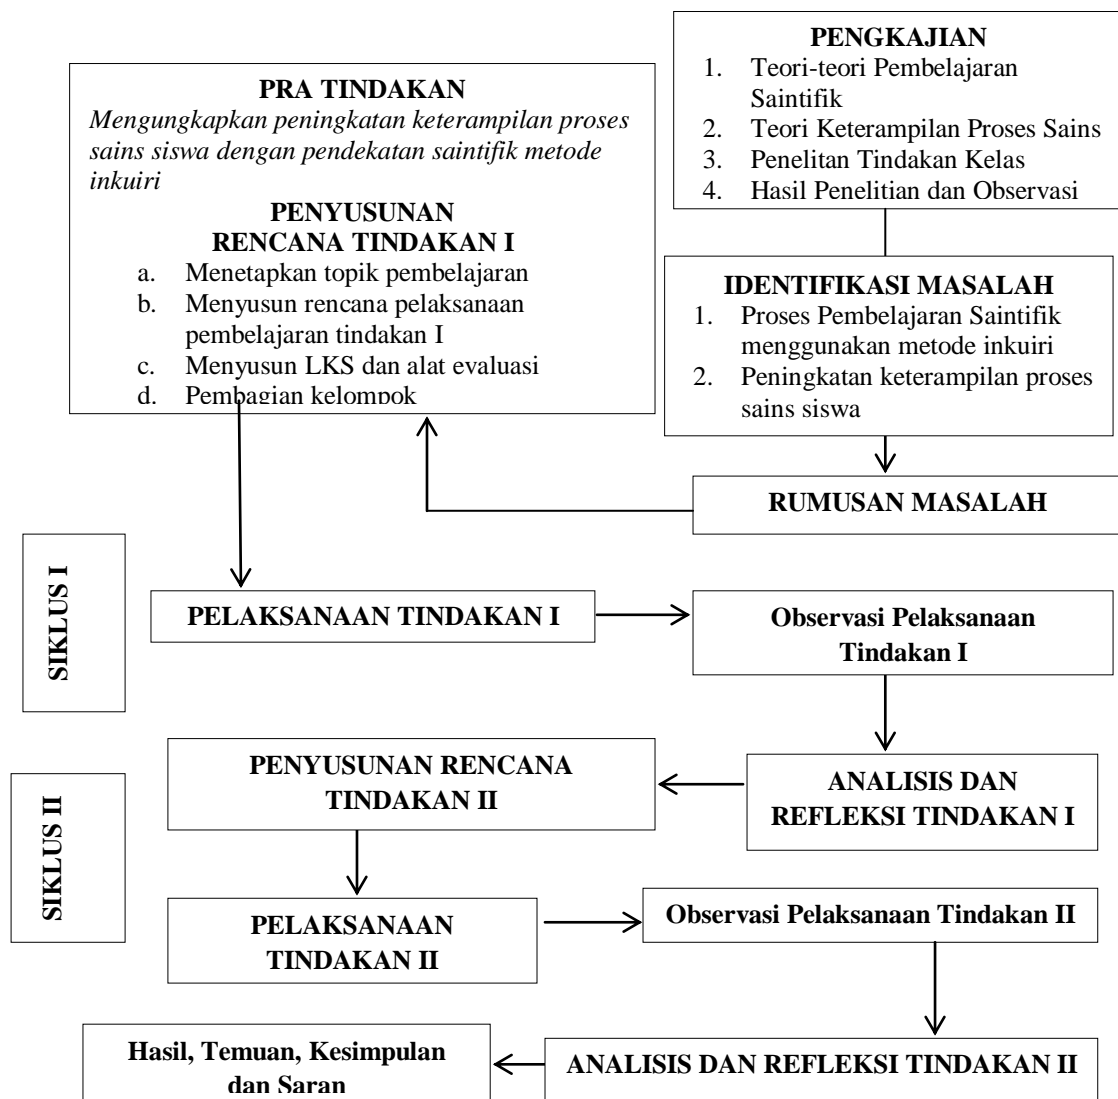 PENGKAJIAN
1. Teori-teori Pembelajaran
Saintifik
2. Teori Keterampilan Proses Sains
3. Penelitan Tindakan Kelas
4. Hasil Penelitian dan Observasi
IDENTIFIKASI MASALAH
1. Proses Pembelajaran Saintifik
menggunakan metode inkuiri
2. Peningkatan keterampilan proses
sains siswa
RUMUSAN MASALAH
PRA TINDAKAN
Mengungkapkan peningkatan keterampilan proses
sains siswa dengan pendekatan saintifik metode
inkuiri
PENYUSUNAN
RENCANA TINDAKAN I
a. Menetapkan topik pembelajaran
b. Menyusun rencana pelaksanaan
pembelajaran tindakan I
c. Menyusun LKS dan alat evaluasi
d. Pembagian kelompok
SIKLUS I
PELAKSANAAN TINDAKAN I
Observasi Pelaksanaan
Tindakan I
ANALISIS DAN
REFLEKSI TINDAKAN I
SIKLUS II
PENYUSUNAN RENCANA
TINDAKAN II
PELAKSANAAN
TINDAKAN II
Observasi Pelaksanaan Tindakan II
ANALISIS DAN REFLEKSI TINDAKAN II
Hasil, Temuan, Kesimpulan
dan Saran